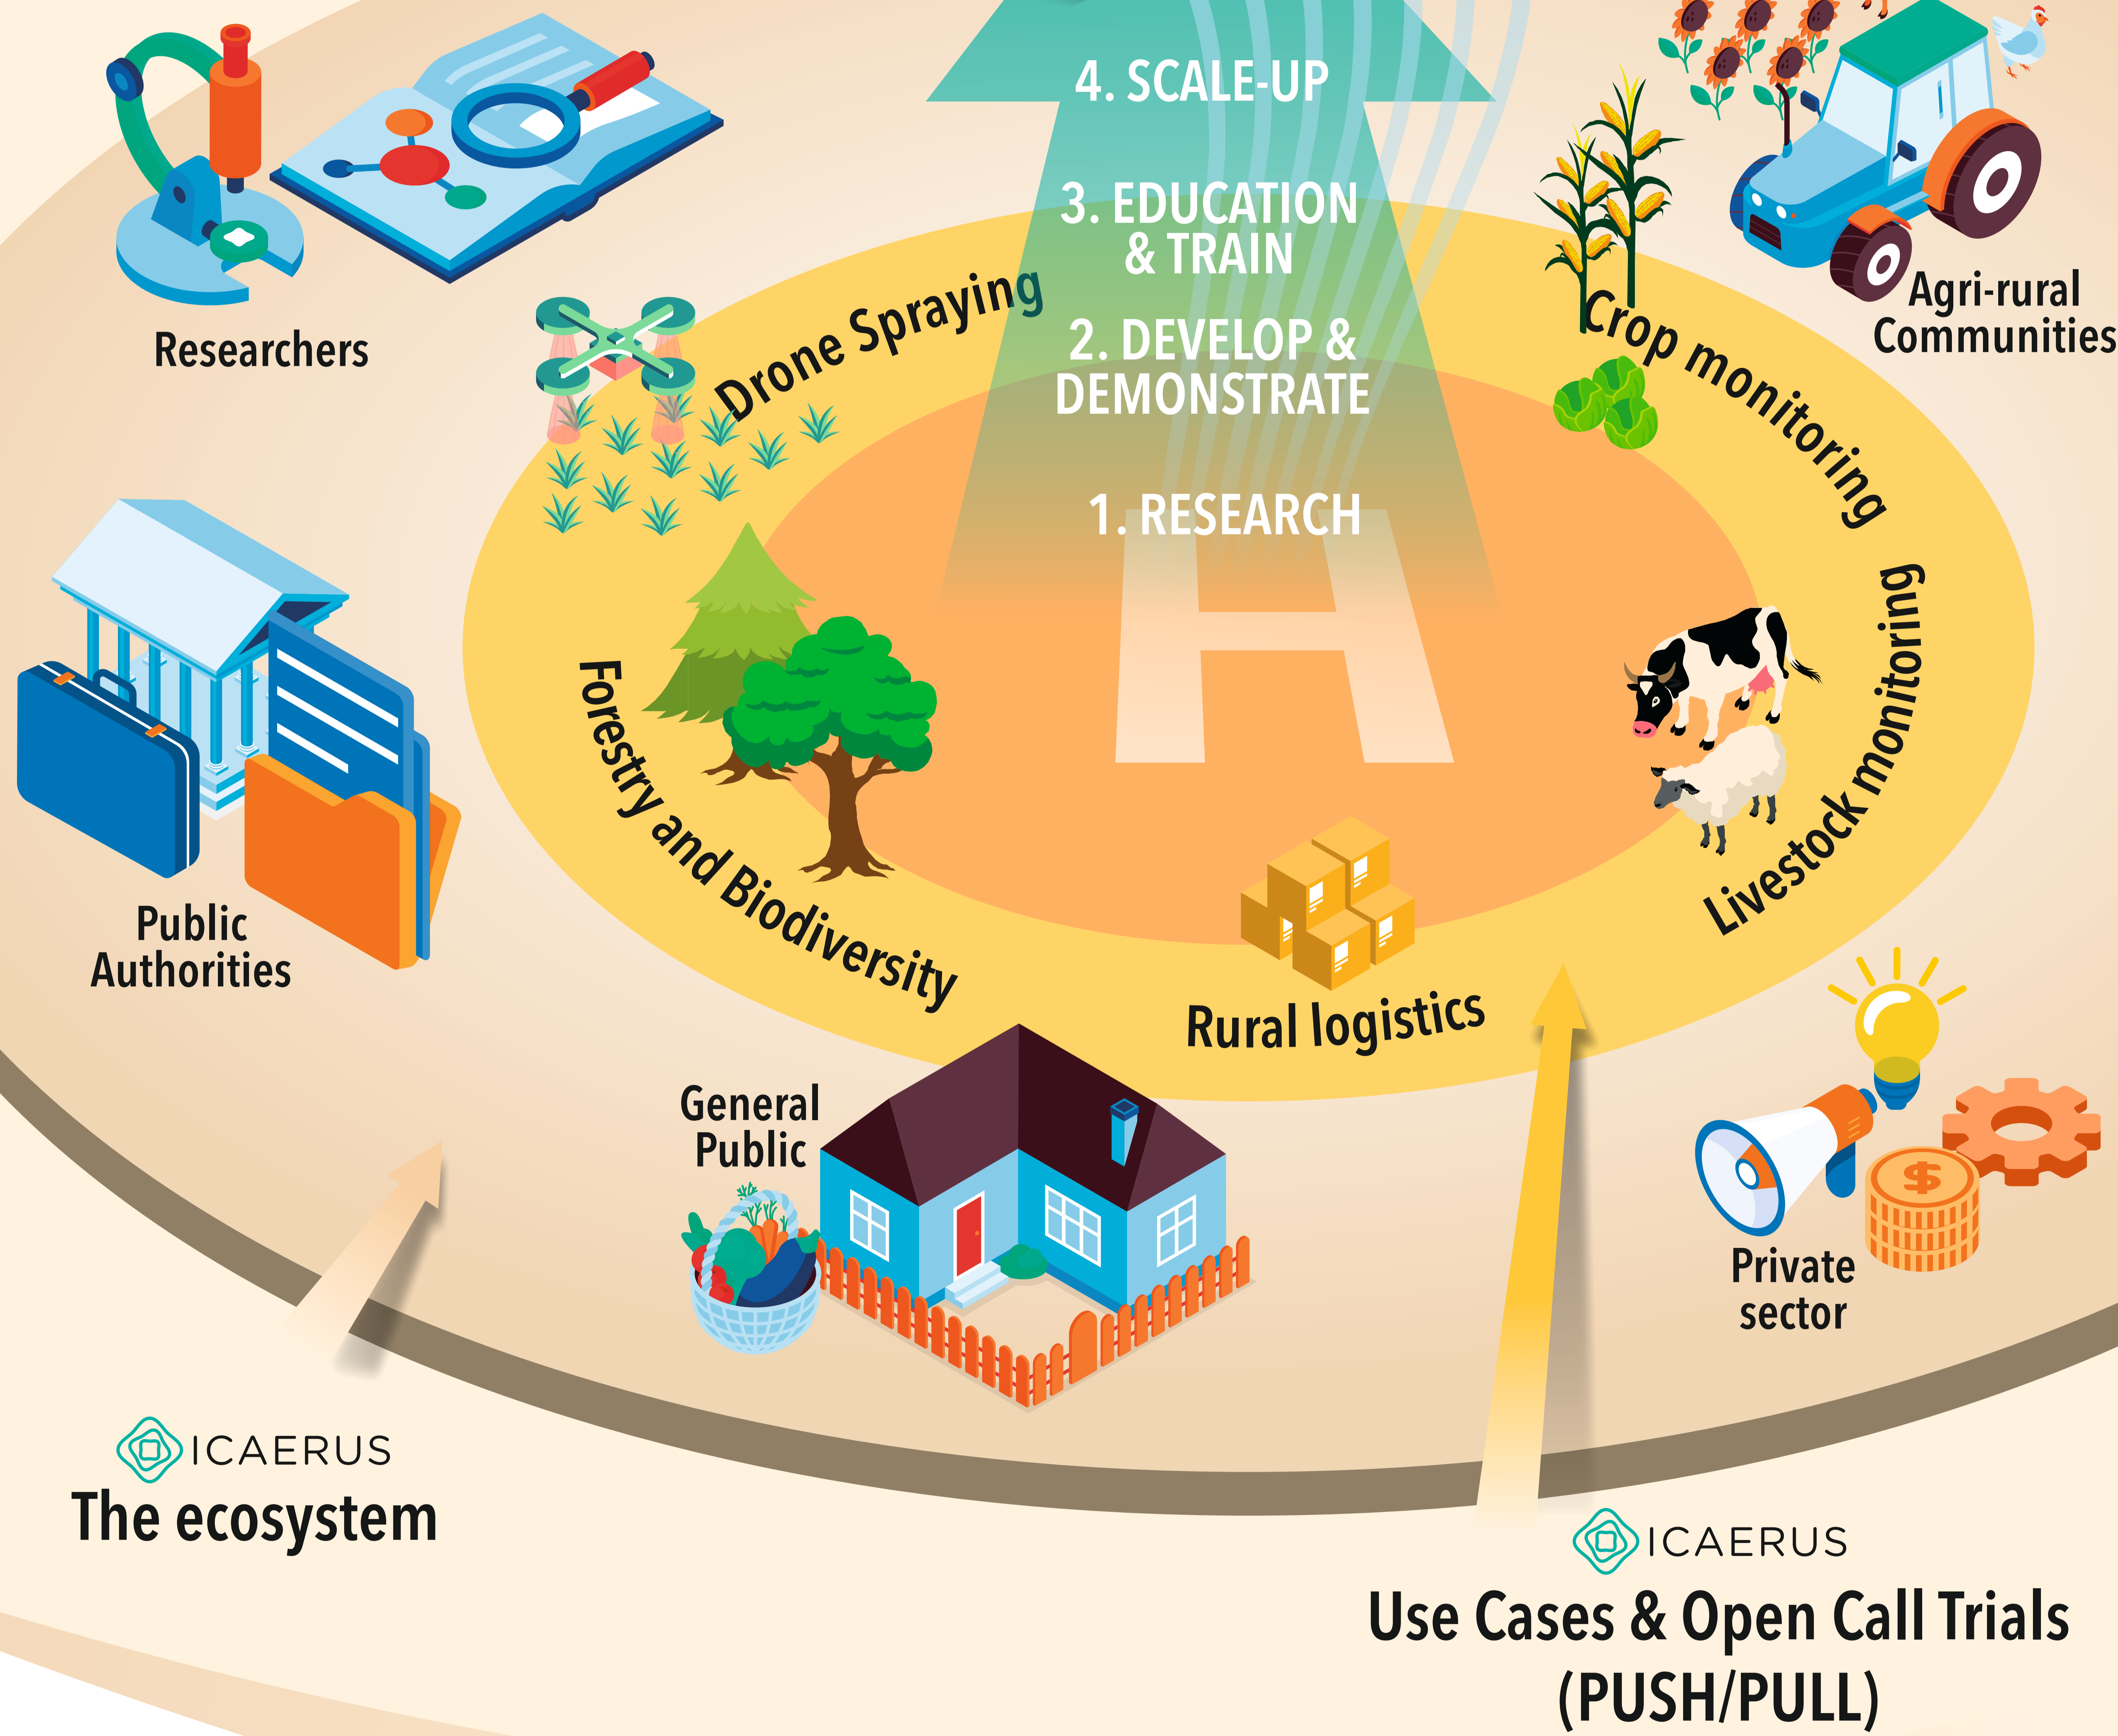 4. SCALE-UP
3. EDUCATION
& TRAIN
2. DEVELOP &
DEMONSTRATE
1. RESEARCH
H
Researchers
Agri-rural
Communities
Drone Spraying
Crop monitoring
Public
Authorities
Forestry and Biodiversity
Livestock monitoring
Rural logistics
General
Public
$
Private
sector
ICAERUS
The ecosystem
ICAERUS
Use Cases & Open Call Trials
(PUSH/PULL)